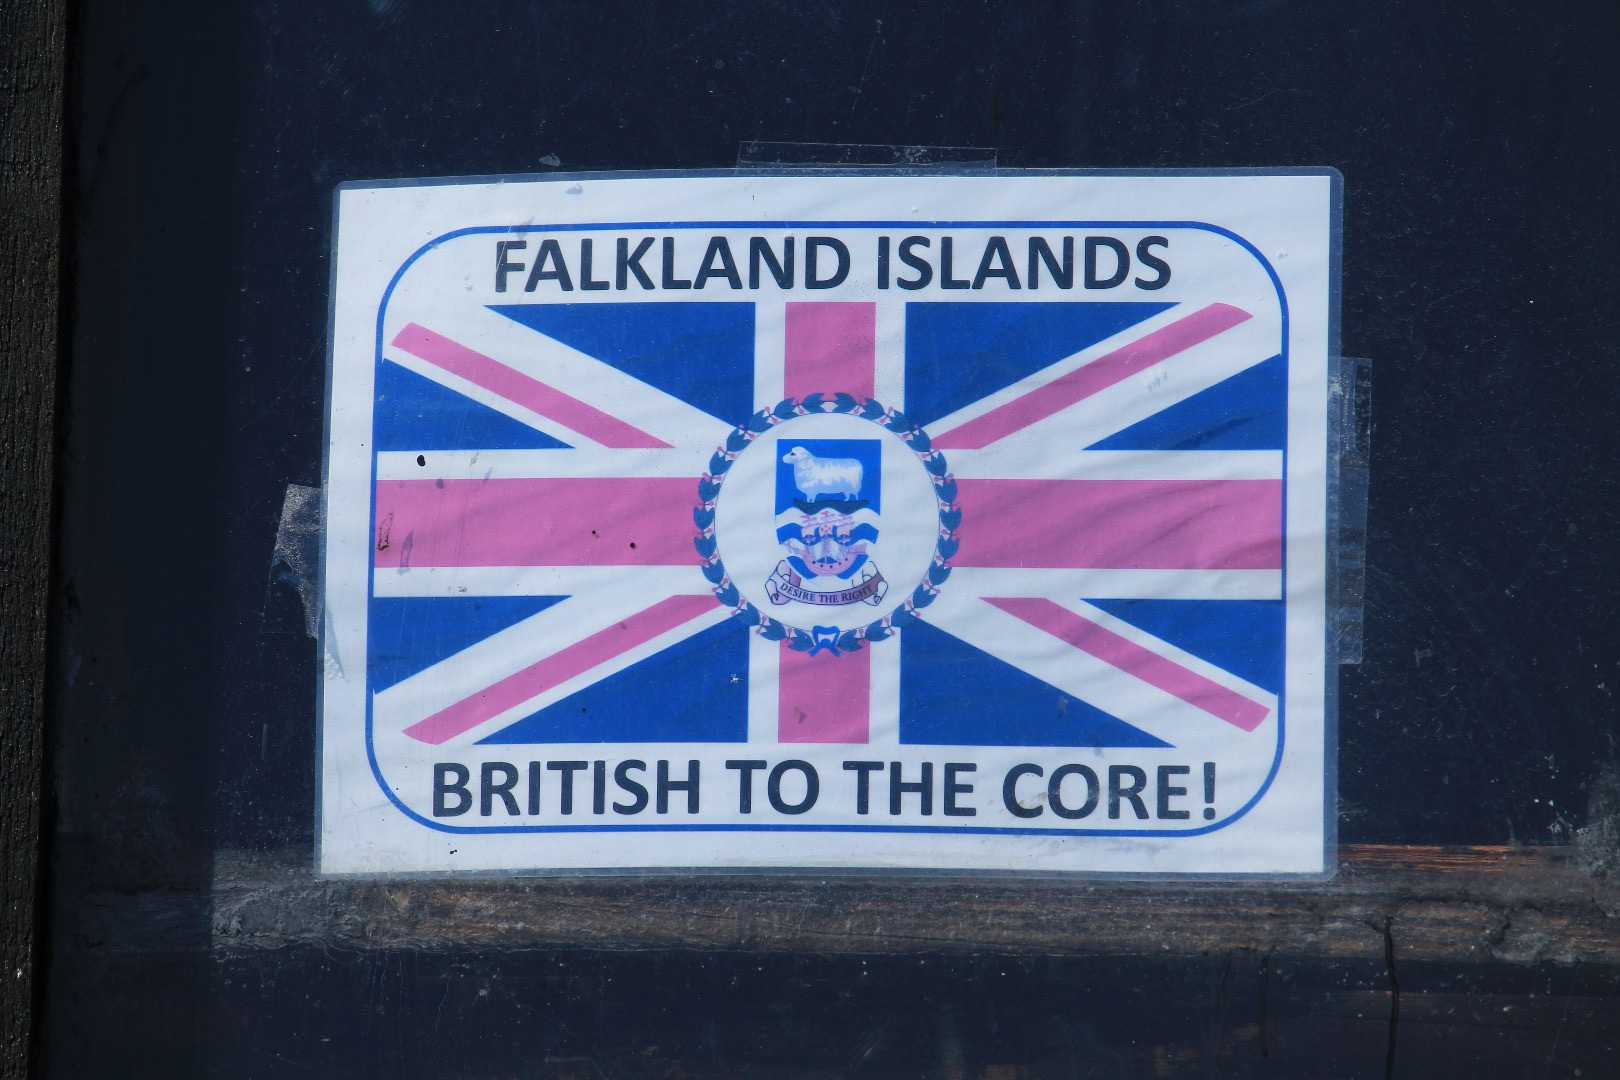 FALKLAND ISLANDS
DESIRE THE RIGHT
BRITISH TO THE CORE!